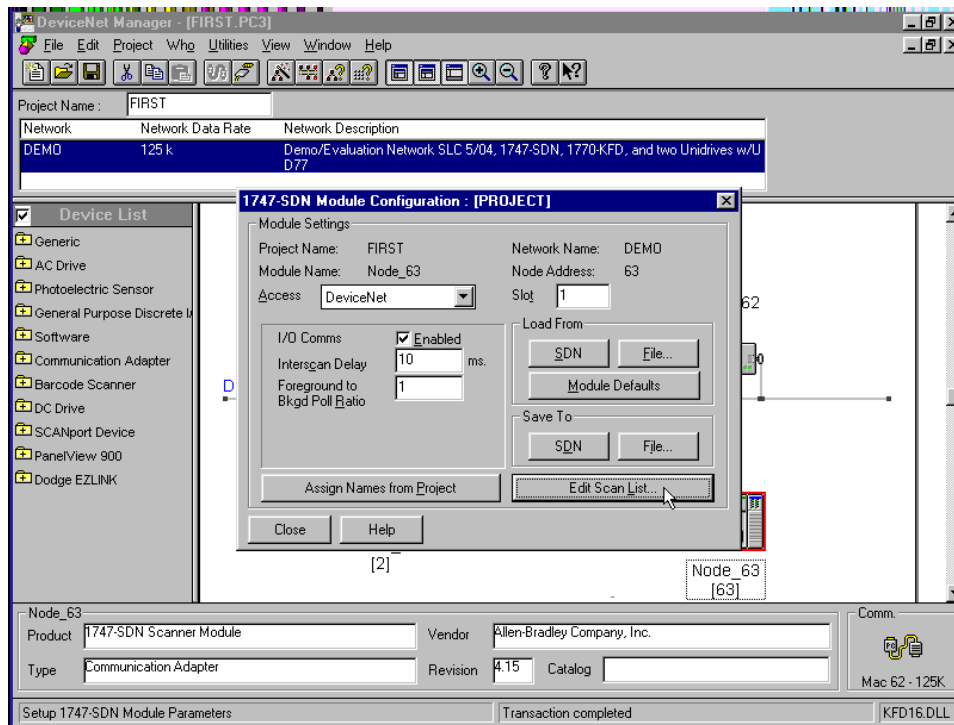 DeviceNet Manager - [FIRST.PC3]
File Edit Project Who Utilities View Window Help
Project Name : FIRST
Network Network Data Rate Network Description
DEMO 125 k Demo/Evaluation Network SLC 5/04, 1747-SDN, 1770-KFD, and two Unidrives w/U
D77
Device List
Generic
AC Drive
Photoelectric Sensor
General Purpose Discrete I/
Software
Communication Adapter
Barcode Scanner
DC Drive
SCANport Device
PanelView 900
Dodge EZLINK
1747-SDN Module Configuration : [PROJECT]
Module Settings
Project Name: FIRST Network Name: DEMO
Module Name: Node_63 Node Address: 63
Access DeviceNet Slot 1
I/O Comms Enabled
Interscan Delay 10 ms.
Foreground to
Bkgd Poll Ratio 1
Load From
SDN File...
Module Defaults
Save To
SDN File...
Assign Names from Project Edit Scan List...
Close Help
62
D
[2]
Node_63
[63]
Node_63
Product 1747-SDN Scanner Module Vendor Allen-Bradley Company, Inc.
Type Communication Adapter Revision 4.15 Catalog
Comm.
Mac 62 - 125K
Setup 1747-SDN Module Parameters Transaction completed KFD16.DLL